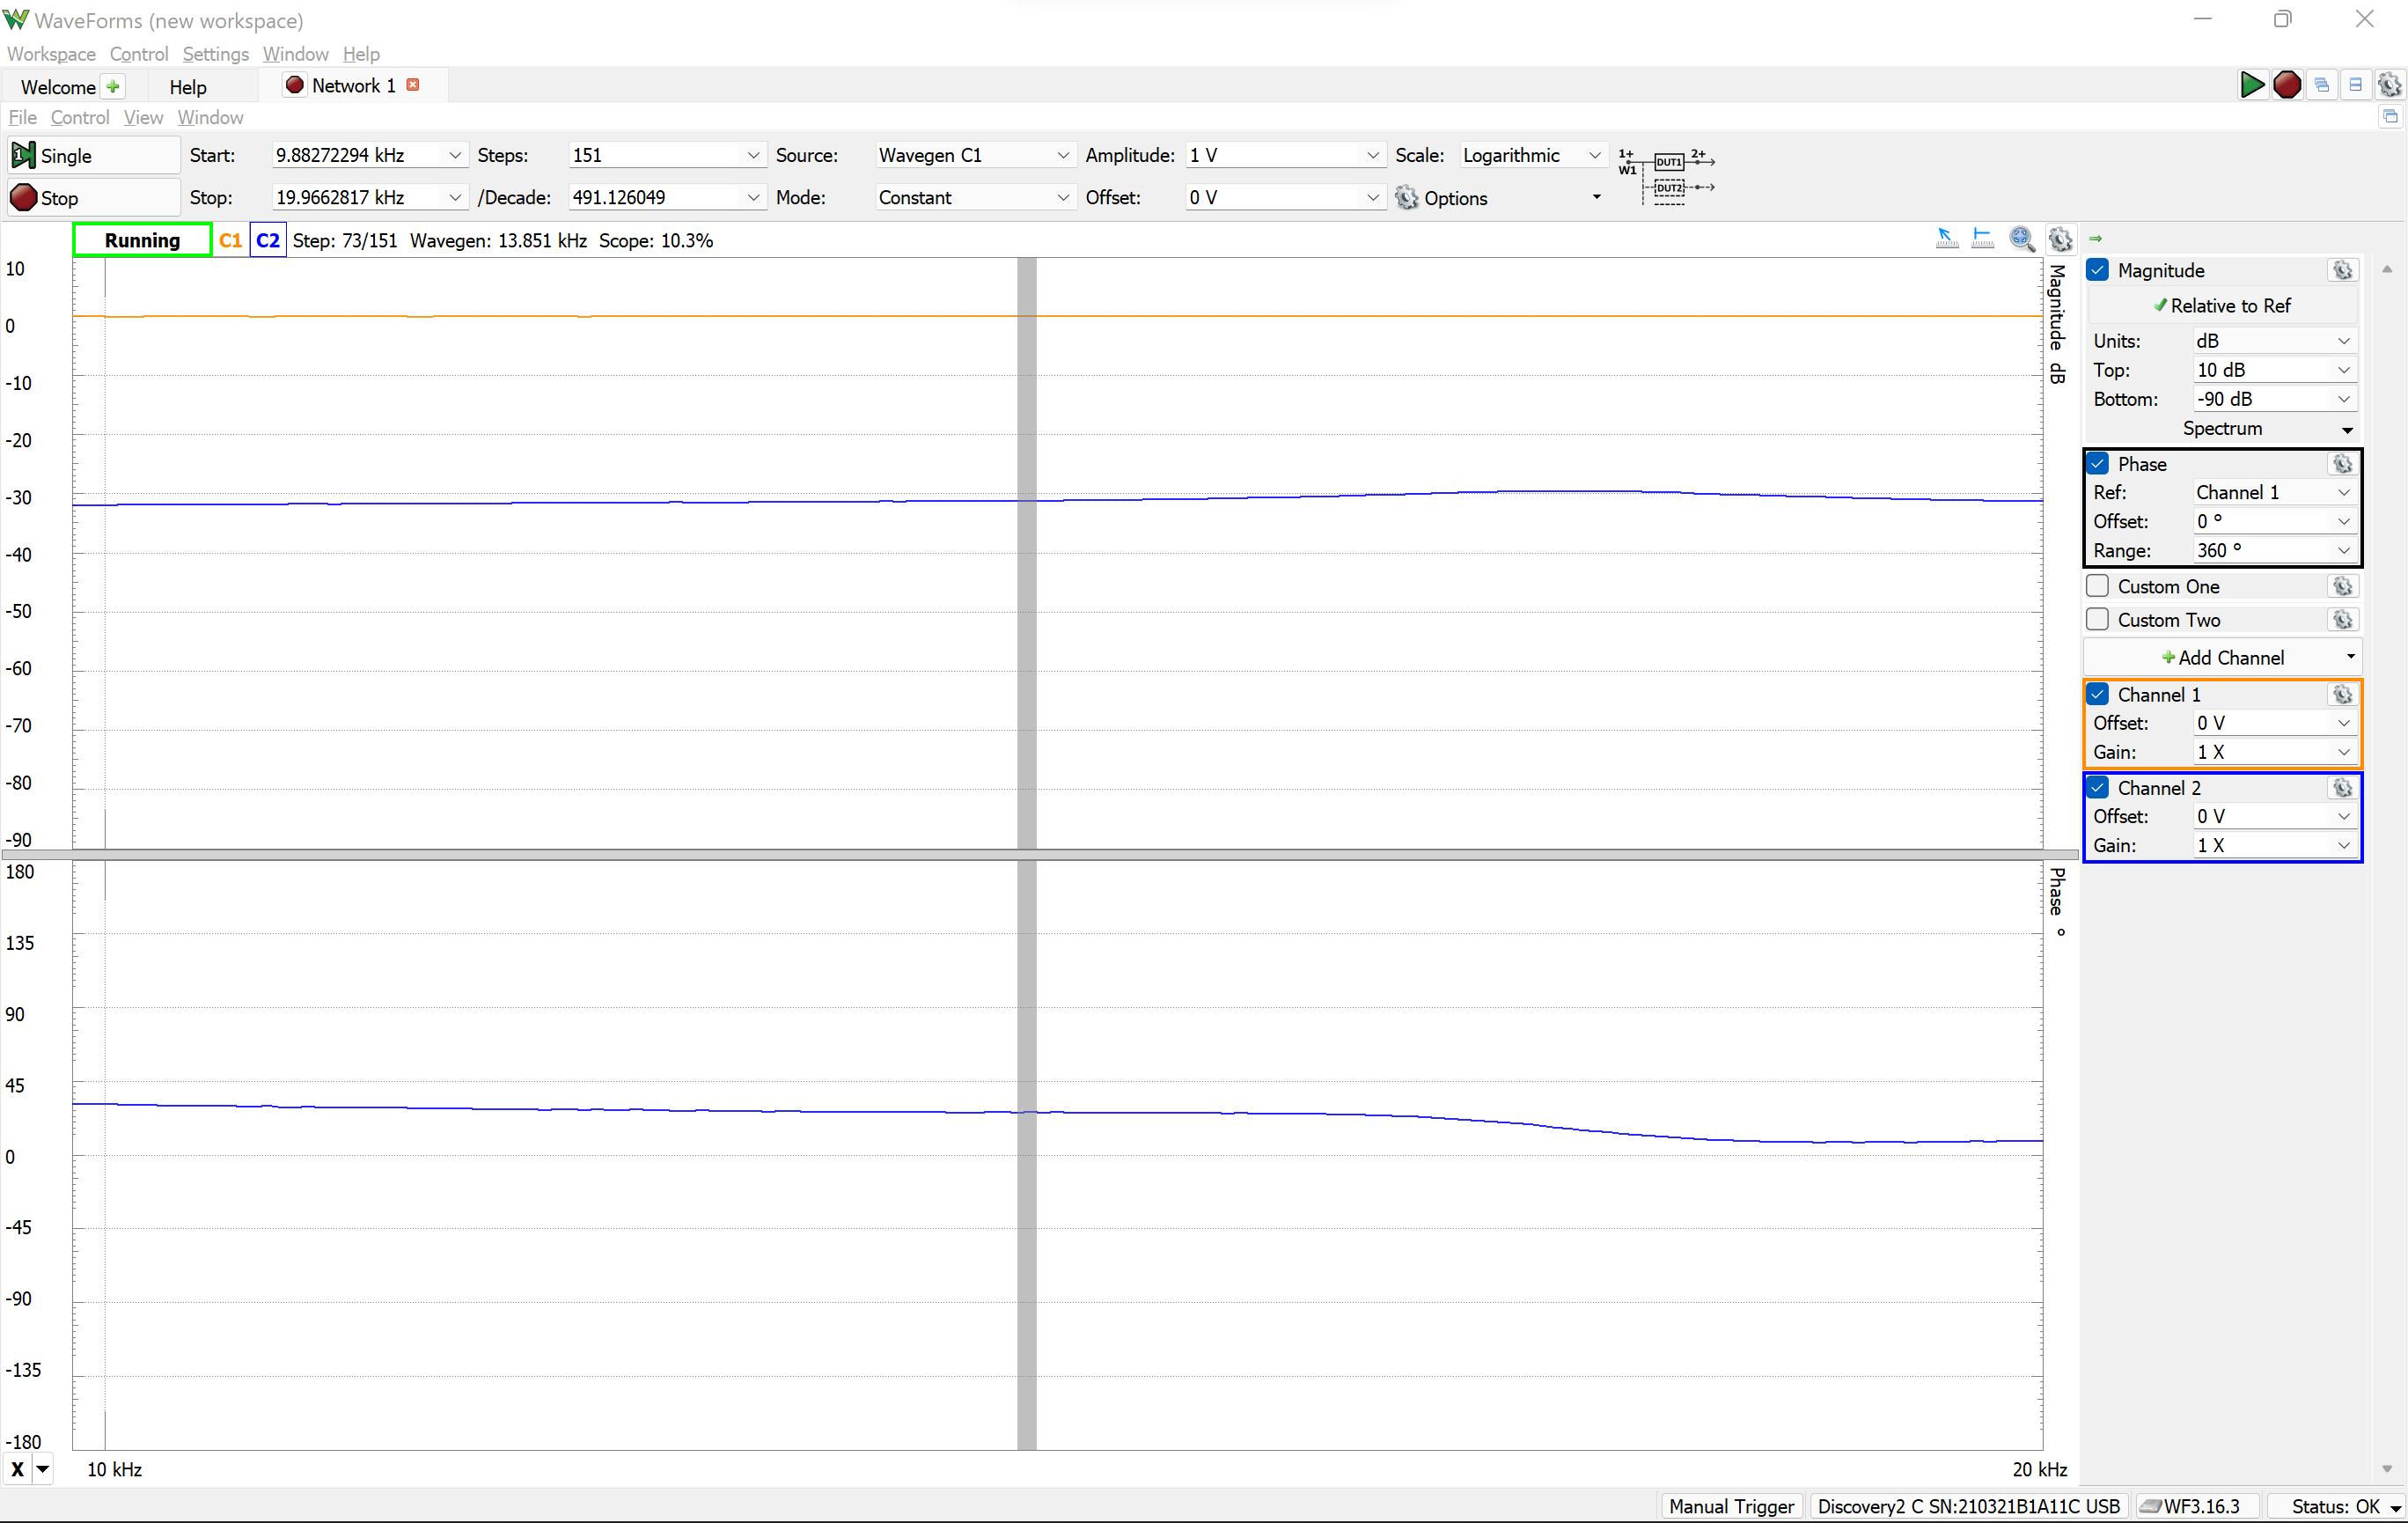 WaveForms (new workspace)
Workspace Control Settings Window Help
Welcome Help Network 1
File Control View Window
Single Start: 9.88272294 kHz Steps: 151 Source: Wavegen C1 Amplitude: 1 V Scale: Logarithmic 1+ W1 DUT1 2+
Stop Stop: 19.9662817 kHz /Decade: 491.126049 Mode: Constant Offset: 0 V Options DUT2
Running C1 C2 Step: 73/151 Wavegen: 13.851 kHz Scope: 10.3%
10
0
-10
-20
-30
-40
-50
-60
-70
-80
-90
Magnitude dB
180
135
90
45
0
-45
-90
-135
-180
Phase °
X 10 kHz 20 kHz
Magnitude
Relative to Ref
Units: dB
Top: 10 dB
Bottom: -90 dB
Spectrum
Phase
Ref: Channel 1
Offset: 0 °
Range: 360 °
Custom One
Custom Two
Add Channel
Channel 1
Offset: 0 V
Gain: 1 X
Channel 2
Offset: 0 V
Gain: 1 X
Manual Trigger Discovery2 C SN:210321B1A11C USB WF3.16.3 Status: OK